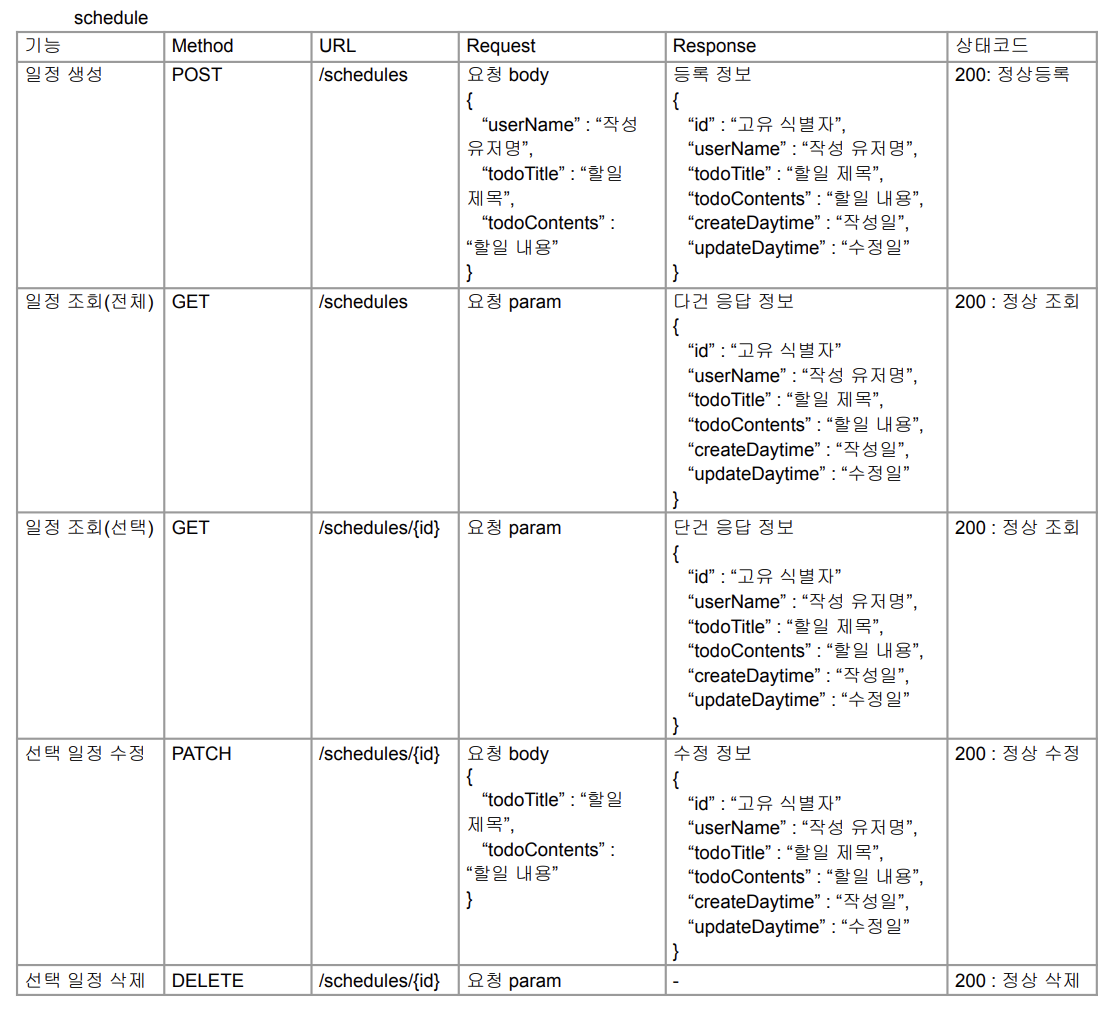 schedule
기능 Method URL Request Response 상태코드
일정 생성 POST /schedules 요청 body 등록 정보 200: 정상등록
{ {
“userName” : “작성 “id” : “고유 식별자”,
유저명”, “userName” : “작성 유저명”,
“todoTitle” : “할일 “todoTitle” : “할일 제목”,
제목”, “todoContents” : “할일 내용”,
“todoContents” : “createDaytime” : “작성일”,
“할일 내용” “updateDaytime” : “수정일”
} }
일정 조회(전체) GET /schedules 요청 param 다건 응답 정보 200 : 정상 조회
{
“id” : “고유 식별자”
“userName” : “작성 유저명”,
“todoTitle” : “할일 제목”,
“todoContents” : “할일 내용”,
“createDaytime” : “작성일”,
“updateDaytime” : “수정일”
}
일정 조회(선택) GET /schedules/{id} 요청 param 단건 응답 정보 200 : 정상 조회
{
“id” : “고유 식별자”
“userName” : “작성 유저명”,
“todoTitle” : “할일 제목”,
“todoContents” : “할일 내용”,
“createDaytime” : “작성일”,
“updateDaytime” : “수정일”
}
선택 일정 수정 PATCH /schedules/{id} 요청 body 수정 정보 200 : 정상 수정
{ {
“todoTitle” : “할일 “id” : “고유 식별자”
제목”, “userName” : “작성 유저명”,
“todoContents” : “todoTitle” : “할일 제목”,
“할일 내용” “todoContents” : “할일 내용”,
} “createDaytime” : “작성일”,
“updateDaytime” : “수정일”
}
선택 일정 삭제 DELETE /schedules/{id} 요청 param - 200 : 정상 삭제